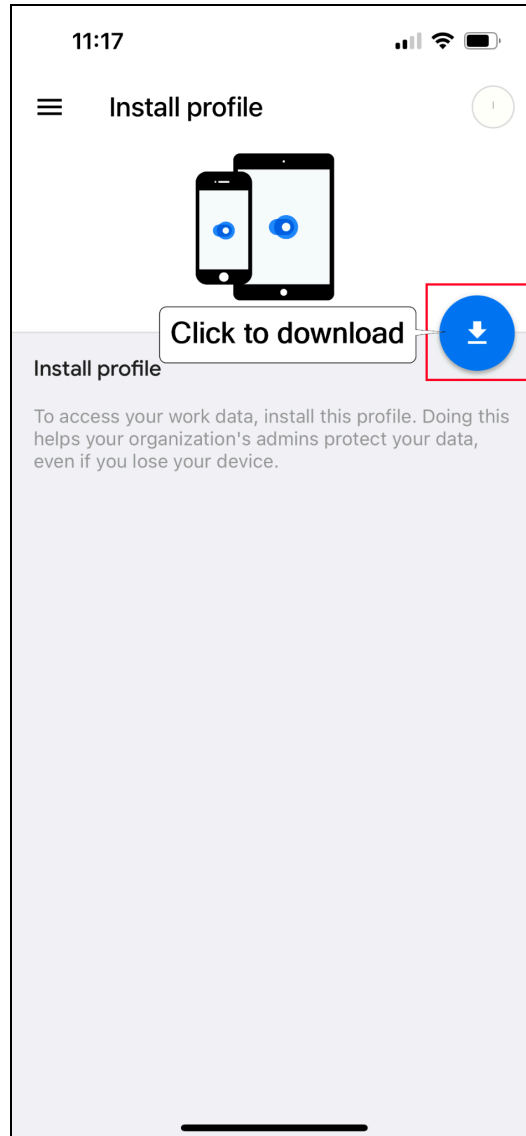 11:17
Install profile
Click to download
Install profile
To access your work data, install this profile. Doing this
helps your organization's admins protect your data,
even if you lose your device.